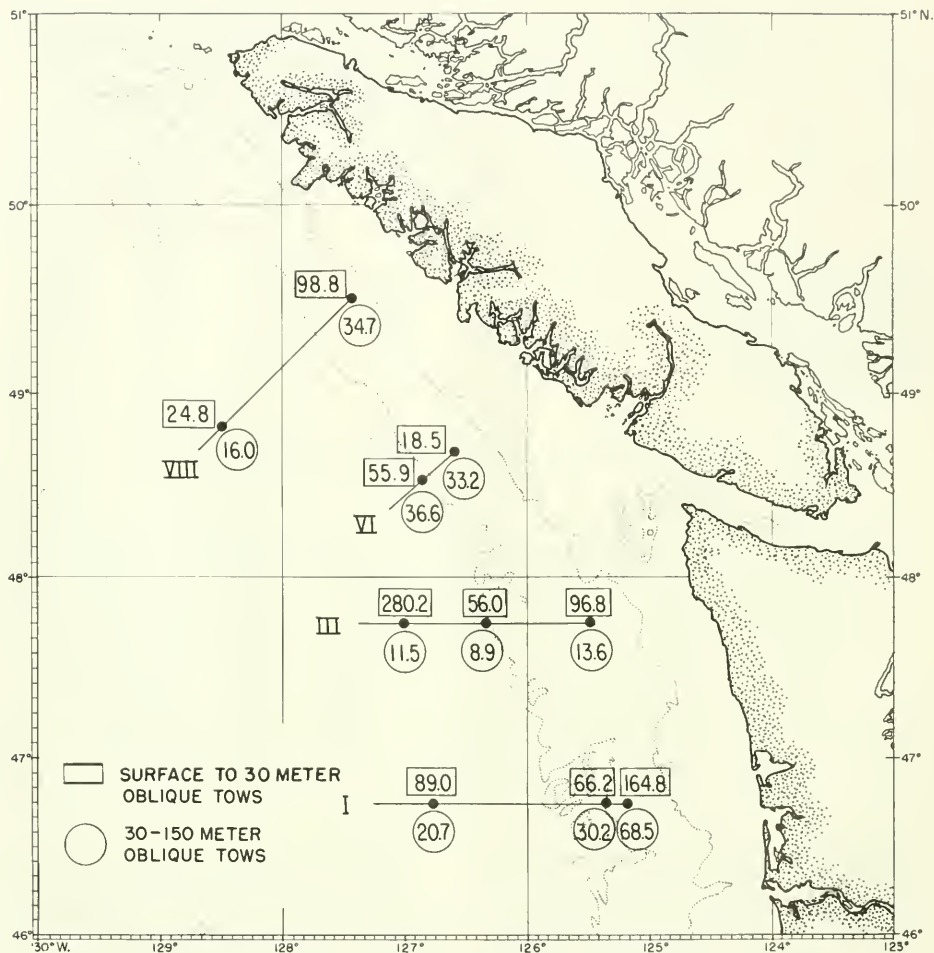 51° 51° N.
50° 50°
98.8
34.7
49° 49°
24.8
16.0
VIII
18.5
55.9
33.2
36.6
VI
48° 48°
280.2 56.0 96.8
III
11.5 8.9 13.6
47° 47°
SURFACE TO 30 METER
OBLIQUE TOWS
89.0 66.2 164.8
I
20.7 30.2 68.5
30-150 METER
OBLIQUE TOWS
46° 46°
130° W. 129° 128° 127° 126° 125° 124° 123°